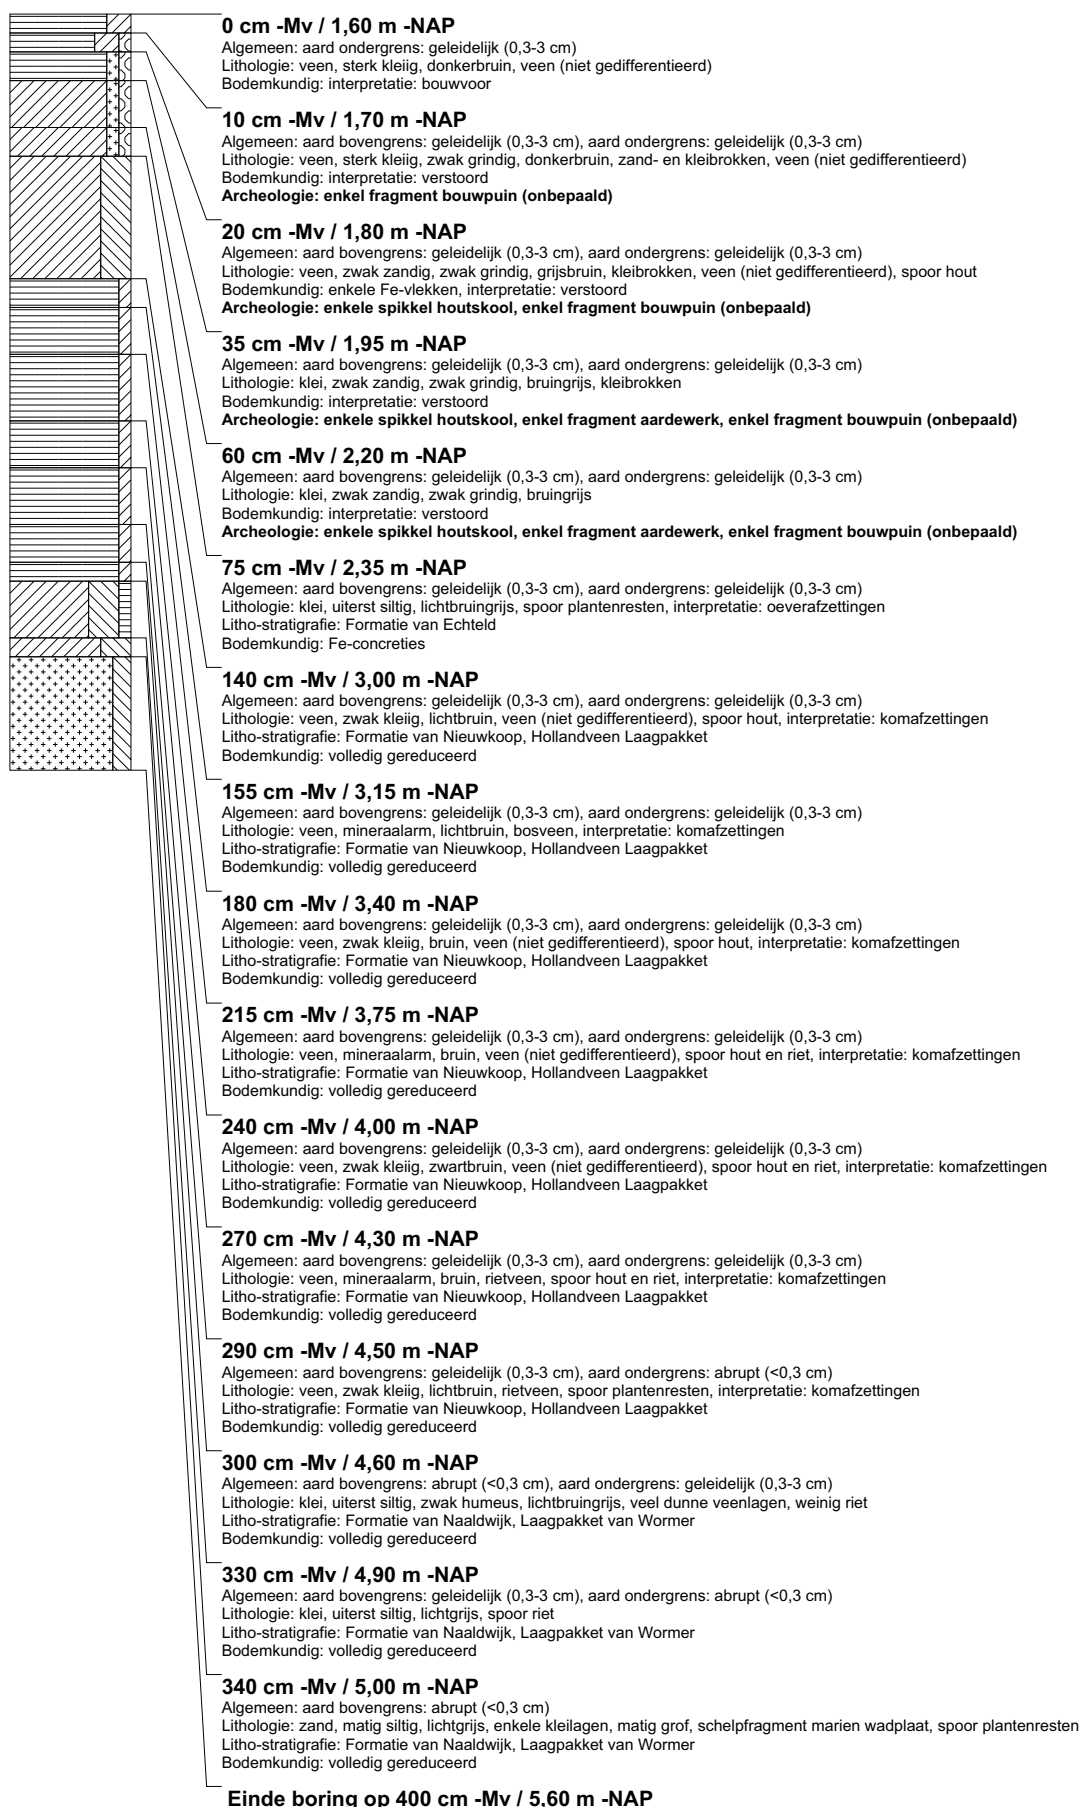 0 cm -Mv / 1,60 m -NAP
Algemeen: aard ondergrens: geleidelijk (0,3-3 cm)
Lithologie: veen, sterk kleiig, donkerbruin, veen (niet gedifferentieerd)
Bodemkundig: interpretatie: bouwvoor
10 cm -Mv / 1,70 m -NAP
Algemeen: aard bovengrens: geleidelijk (0,3-3 cm), aard ondergrens: geleidelijk (0,3-3 cm)
Lithologie: veen, sterk kleiig, zwak grindig, donkerbruin, zand- en kleibrokken, veen (niet gedifferentieerd)
Bodemkundig: interpretatie: verstoord
Archeologie: enkel fragment bouwpuin (onbepaald)
20 cm -Mv / 1,80 m -NAP
Algemeen: aard bovengrens: geleidelijk (0,3-3 cm), aard ondergrens: geleidelijk (0,3-3 cm)
Lithologie: veen, zwak zandig, zwak grindig, grijsbruin, kleibrokken, veen (niet gedifferentieerd), spoor hout
Bodemkundig: enkele Fe-vlekken, interpretatie: verstoord
Archeologie: enkele spikkel houtskool, enkel fragment bouwpuin (onbepaald)
35 cm -Mv / 1,95 m -NAP
Algemeen: aard bovengrens: geleidelijk (0,3-3 cm), aard ondergrens: geleidelijk (0,3-3 cm)
Lithologie: klei, zwak zandig, zwak grindig, bruingrijs, kleibrokken
Bodemkundig: interpretatie: verstoord
Archeologie: enkele spikkel houtskool, enkel fragment aardewerk, enkel fragment bouwpuin (onbepaald)
60 cm -Mv / 2,20 m -NAP
Algemeen: aard bovengrens: geleidelijk (0,3-3 cm), aard ondergrens: geleidelijk (0,3-3 cm)
Lithologie: klei, zwak zandig, zwak grindig, bruingrijs
Bodemkundig: interpretatie: verstoord
Archeologie: enkele spikkel houtskool, enkel fragment aardewerk, enkel fragment bouwpuin (onbepaald)
75 cm -Mv / 2,35 m -NAP
Algemeen: aard bovengrens: geleidelijk (0,3-3 cm), aard ondergrens: geleidelijk (0,3-3 cm)
Lithologie: klei, uiterst siltig, lichtbruingrijs, spoor plantenresten, interpretatie: oeverafzettingen
Litho-stratigrafie: Formatie van Echteld
Bodemkundig: Fe-concreties
140 cm -Mv / 3,00 m -NAP
Algemeen: aard bovengrens: geleidelijk (0,3-3 cm), aard ondergrens: geleidelijk (0,3-3 cm)
Lithologie: veen, zwak kleiig, lichtbruin, veen (niet gedifferentieerd), spoor hout, interpretatie: komafzettingen
Litho-stratigrafie: Formatie van Nieuwkoop, Hollandveen Laagpakket
Bodemkundig: volledig gereduceerd
155 cm -Mv / 3,15 m -NAP
Algemeen: aard bovengrens: geleidelijk (0,3-3 cm), aard ondergrens: geleidelijk (0,3-3 cm)
Lithologie: veen, mineraalarm, lichtbruin, bosveen, interpretatie: komafzettingen
Litho-stratigrafie: Formatie van Nieuwkoop, Hollandveen Laagpakket
Bodemkundig: volledig gereduceerd
180 cm -Mv / 3,40 m -NAP
Algemeen: aard bovengrens: geleidelijk (0,3-3 cm), aard ondergrens: geleidelijk (0,3-3 cm)
Lithologie: veen, zwak kleiig, bruin, veen (niet gedifferentieerd), spoor hout, interpretatie: komafzettingen
Litho-stratigrafie: Formatie van Nieuwkoop, Hollandveen Laagpakket
Bodemkundig: volledig gereduceerd
215 cm -Mv / 3,75 m -NAP
Algemeen: aard bovengrens: geleidelijk (0,3-3 cm), aard ondergrens: geleidelijk (0,3-3 cm)
Lithologie: veen, mineraalarm, bruin, veen (niet gedifferentieerd), spoor hout en riet, interpretatie: komafzettingen
Litho-stratigrafie: Formatie van Nieuwkoop, Hollandveen Laagpakket
Bodemkundig: volledig gereduceerd
240 cm -Mv / 4,00 m -NAP
Algemeen: aard bovengrens: geleidelijk (0,3-3 cm), aard ondergrens: geleidelijk (0,3-3 cm)
Lithologie: veen, zwak kleiig, zwartbruin, veen (niet gedifferentieerd), spoor hout en riet, interpretatie: komafzettingen
Litho-stratigrafie: Formatie van Nieuwkoop, Hollandveen Laagpakket
Bodemkundig: volledig gereduceerd
270 cm -Mv / 4,30 m -NAP
Algemeen: aard bovengrens: geleidelijk (0,3-3 cm), aard ondergrens: geleidelijk (0,3-3 cm)
Lithologie: veen, mineraalarm, bruin, rietveen, spoor hout en riet, interpretatie: komafzettingen
Litho-stratigrafie: Formatie van Nieuwkoop, Hollandveen Laagpakket
Bodemkundig: volledig gereduceerd
290 cm -Mv / 4,50 m -NAP
Algemeen: aard bovengrens: geleidelijk (0,3-3 cm), aard ondergrens: abrupt (<0,3 cm)
Lithologie: veen, zwak kleiig, lichtbruin, rietveen, spoor plantenresten, interpretatie: komafzettingen
Litho-stratigrafie: Formatie van Nieuwkoop, Hollandveen Laagpakket
Bodemkundig: volledig gereduceerd
300 cm -Mv / 4,60 m -NAP
Algemeen: aard bovengrens: abrupt (<0,3 cm), aard ondergrens: geleidelijk (0,3-3 cm)
Lithologie: klei, uiterst siltig, zwak humeus, lichtbruingrijs, veel dunne veenlagen, weinig riet
Litho-stratigrafie: Formatie van Naaldwijk, Laagpakket van Wormer
Bodemkundig: volledig gereduceerd
330 cm -Mv / 4,90 m -NAP
Algemeen: aard bovengrens: geleidelijk (0,3-3 cm), aard ondergrens: abrupt (<0,3 cm)
Lithologie: klei, uiterst siltig, lichtgrijs, spoor riet
Litho-stratigrafie: Formatie van Naaldwijk, Laagpakket van Wormer
Bodemkundig: volledig gereduceerd
340 cm -Mv / 5,00 m -NAP
Algemeen: aard bovengrens: abrupt (<0,3 cm)
Lithologie: zand, matig siltig, lichtgrijs, enkele kleilagen, matig grof, schelpfragment marien wadplaat, spoor plantenresten
Litho-stratigrafie: Formatie van Naaldwijk, Laagpakket van Wormer
Bodemkundig: volledig gereduceerd
Einde boring op 400 cm -Mv / 5,60 m -NAP